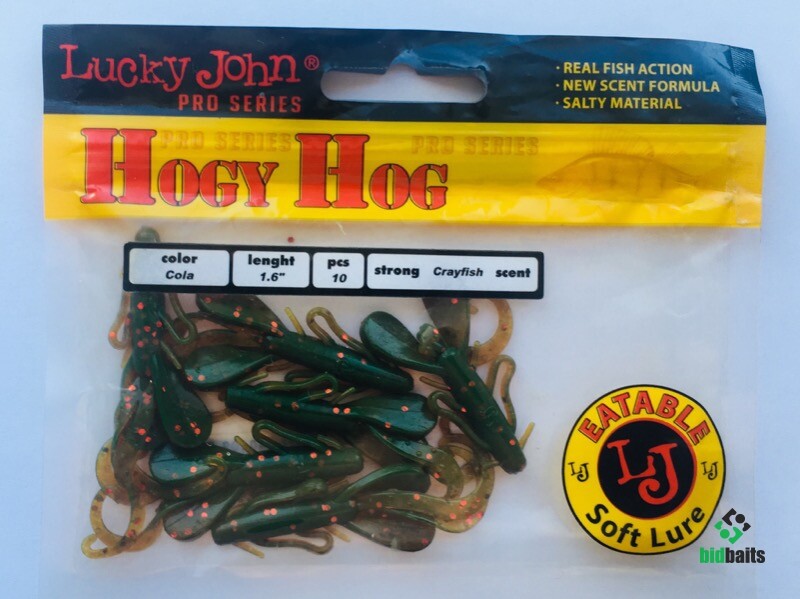 Lucky John®
PRO SERIES
· REAL FISH ACTION
· NEW SCENT FORMULA
· SALTY MATERIAL
PRO SERIES PRO SERIES
HOGY HOG
color
Cola
lenght
1.6"
pcs
10
strong Crayfish scent
EATABLE
LJ LJ LJ
Soft Lure
bidbaits